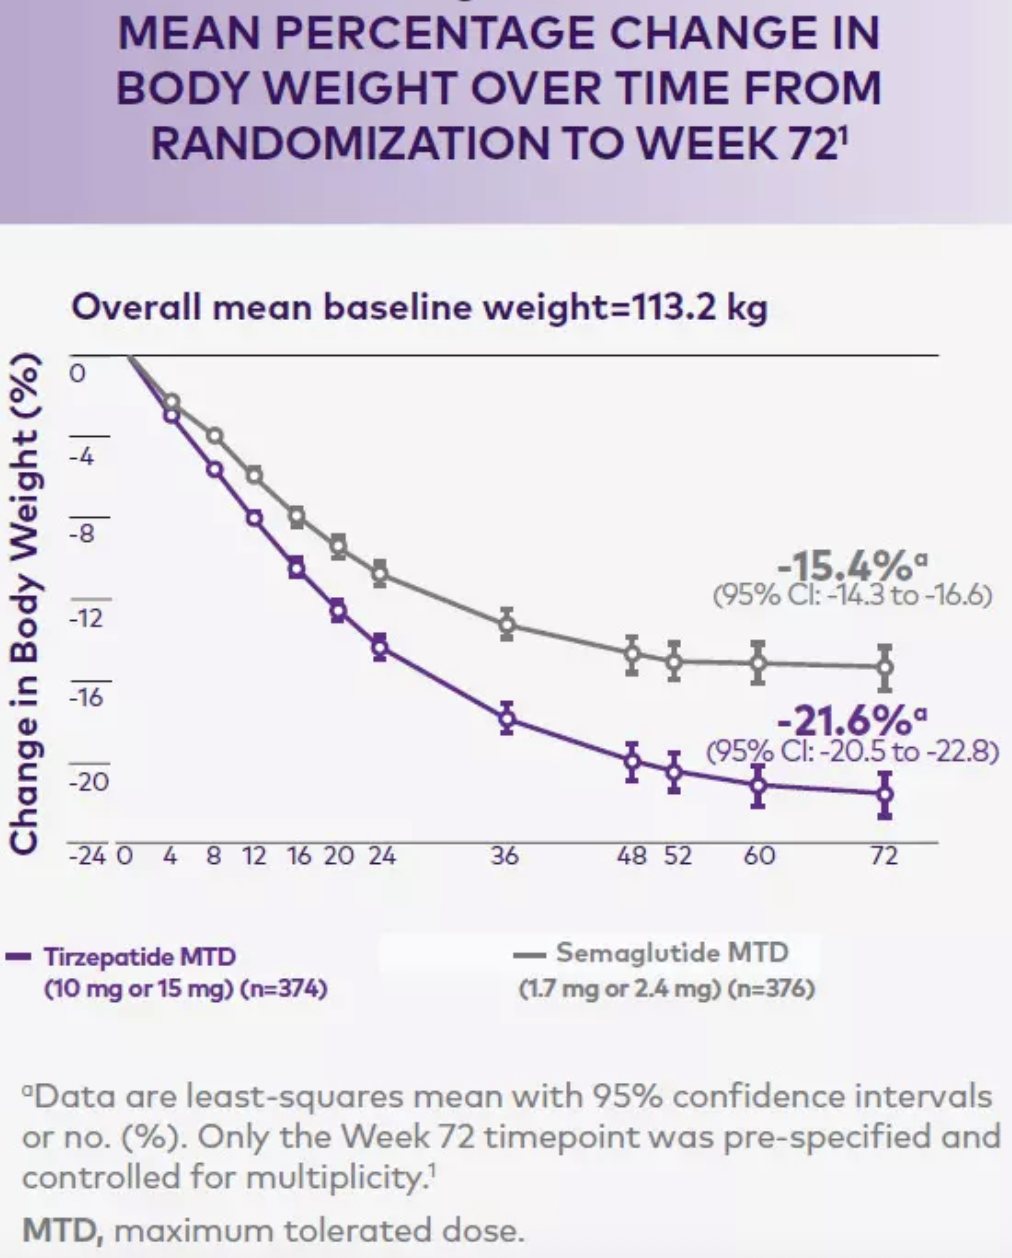 MEAN PERCENTAGE CHANGE IN
BODY WEIGHT OVER TIME FROM
RANDOMIZATION TO WEEK 72¹
Overall mean baseline weight=113.2 kg
Change in Body Weight (%)
0
-4
-8
-12
-16
-20
-24 0 4 8 12 16 20 24 36 48 52 60 72
-15.4%ᵃ
(95% CI: -14.3 to -16.6)
-21.6%ᵃ
(95% CI: -20.5 to -22.8)
Tirzepatide MTD
(10 mg or 15 mg) (n=374)
Semaglutide MTD
(1.7 mg or 2.4 mg) (n=376)
ᵃData are least-squares mean with 95% confidence intervals
or no. (%). Only the Week 72 timepoint was pre-specified and
controlled for multiplicity.¹
MTD, maximum tolerated dose.